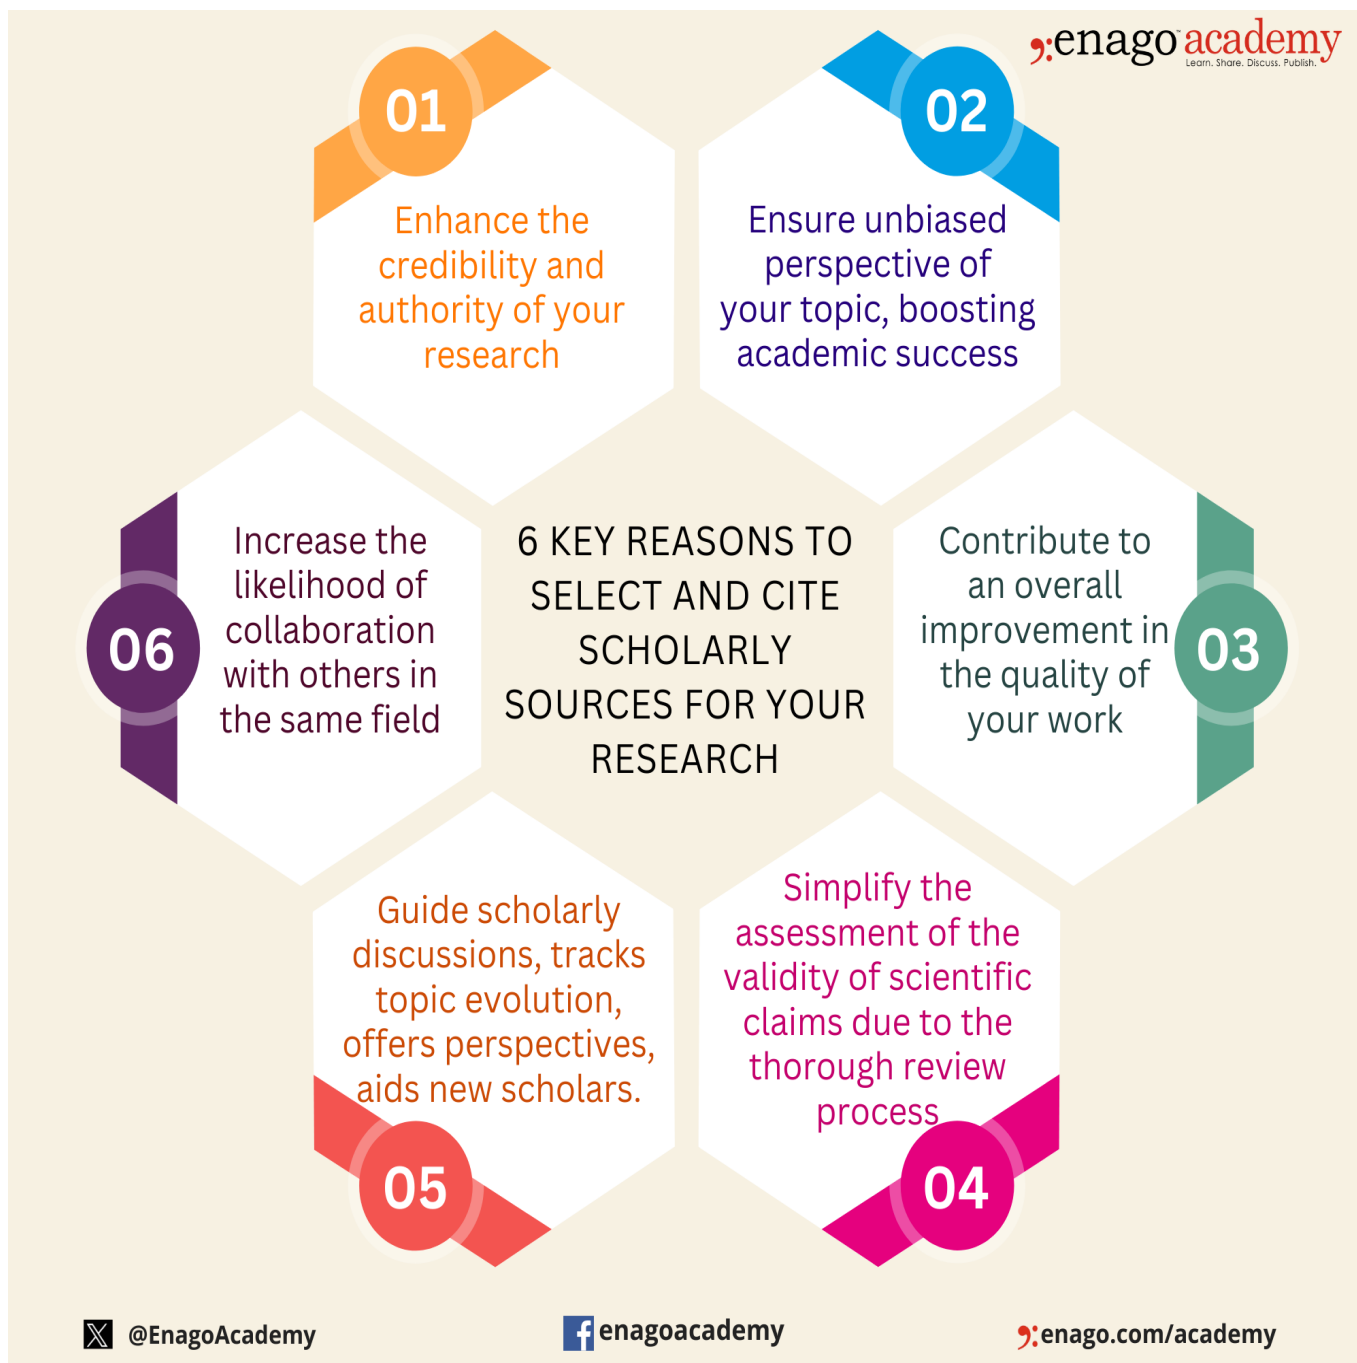 enago academy
Learn. Share. Discuss. Publish.
01
Enhance the
credibility and
authority of your
research
02
Ensure unbiased
perspective of
your topic, boosting
academic success
6 KEY REASONS TO
SELECT AND CITE
SCHOLARLY
SOURCES FOR YOUR
RESEARCH
03
Contribute to
an overall
improvement in
the quality of
your work
04
Simplify the
assessment of the
validity of scientific
claims due to the
thorough review
process
05
Guide scholarly
discussions, tracks
topic evolution,
offers perspectives,
aids new scholars.
06
Increase the
likelihood of
collaboration
with others in
the same field
@EnagoAcademy
enagoacademy
enago.com/academy